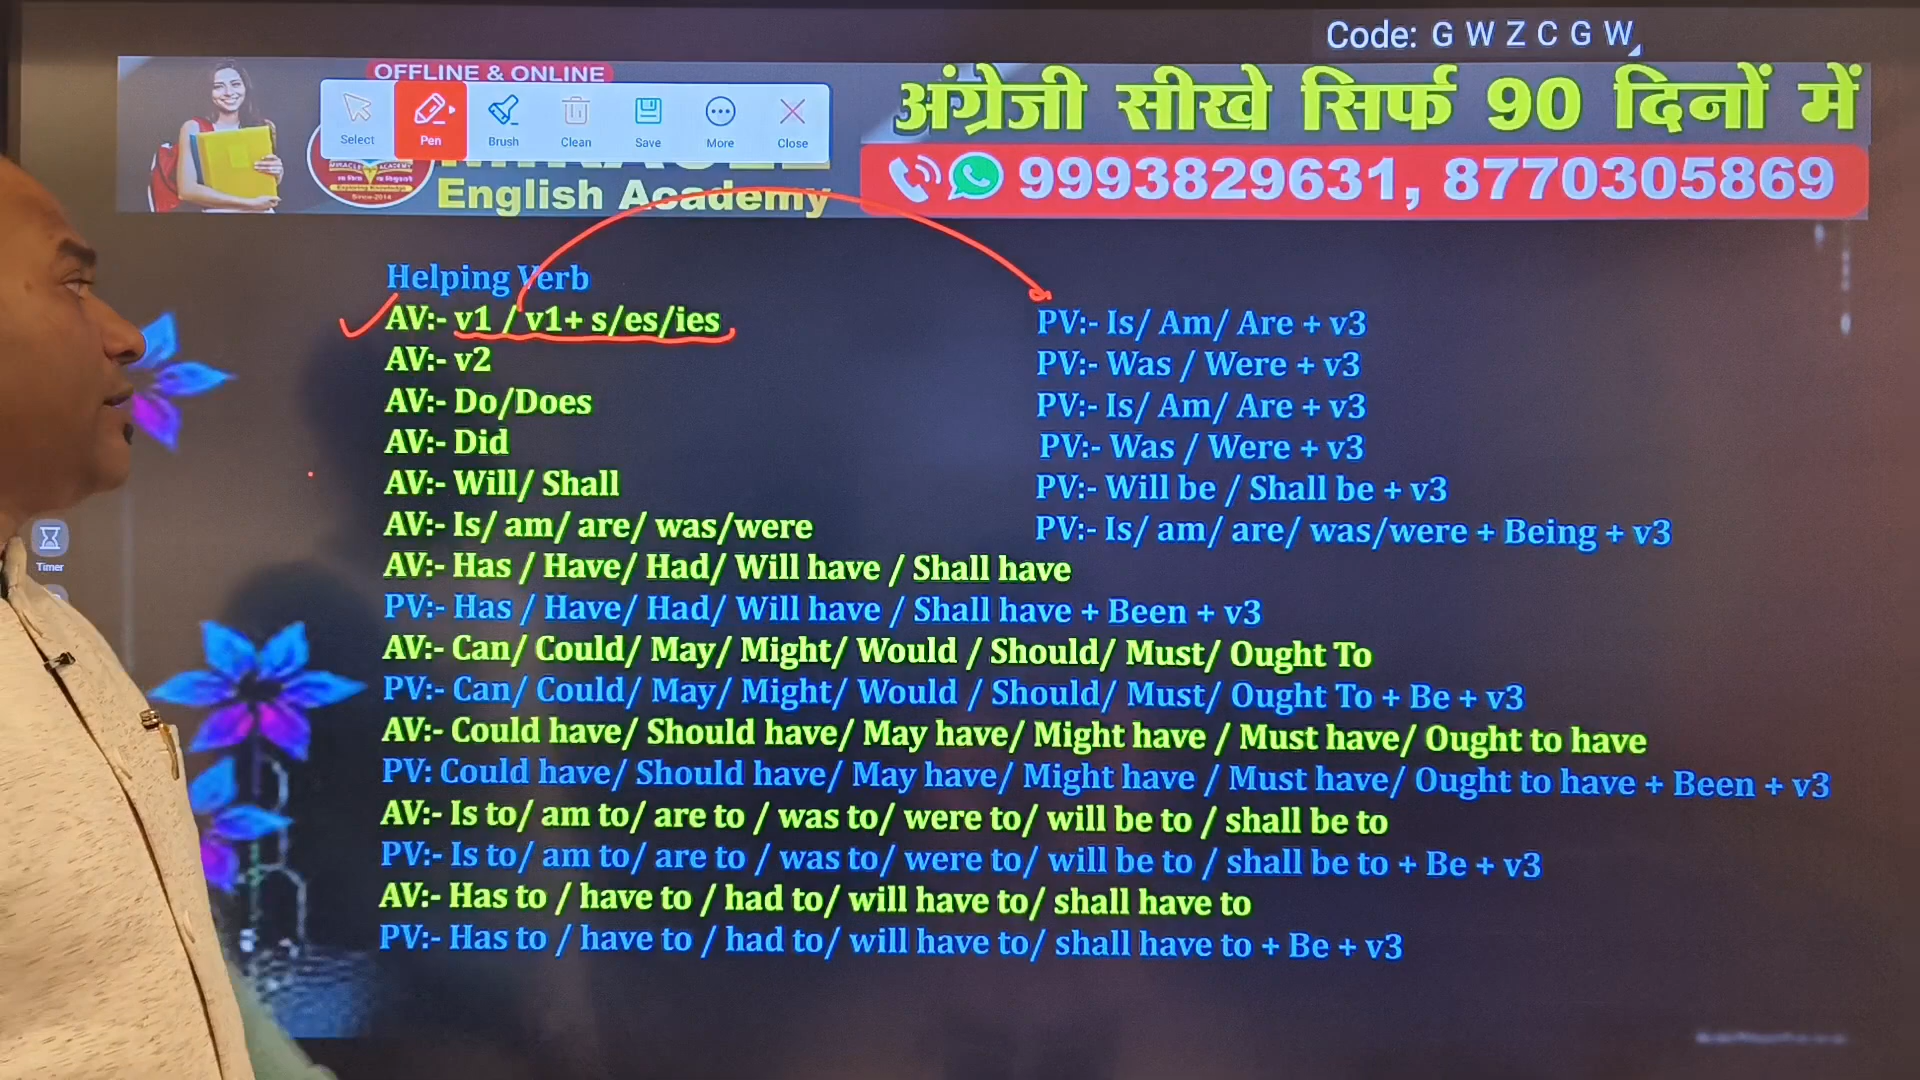 Code: G W Z C G W
OFFLINE & ONLINE
Select
Pen
Brush
Clean
Save
More
Close
English Academy
Since-2014
अंग्रेजी सीखे सिर्फ 90 दिनों में
9993829631, 8770305869
Helping Verb
AV:- v1 / v1+ s/es/ies
PV:- Is/ Am/ Are + v3
AV:- v2
PV:- Was / Were + v3
AV:- Do/Does
PV:- Is/ Am/ Are + v3
AV:- Did
PV:- Was / Were + v3
AV:- Will/ Shall
PV:- Will be / Shall be + v3
AV:- Is/ am/ are/ was/were
PV:- Is/ am/ are/ was/were + Being + v3
Timer
AV:- Has / Have/ Had/ Will have / Shall have
PV:- Has / Have/ Had/ Will have / Shall have + Been + v3
AV:- Can/ Could/ May/ Might/ Would / Should/ Must/ Ought To
PV:- Can/ Could/ May/ Might/ Would / Should/ Must/ Ought To + Be + v3
AV:- Could have/ Should have/ May have/ Might have / Must have/ Ought to have
PV: Could have/ Should have/ May have/ Might have / Must have/ Ought to have + Been + v3
AV:- Is to/ am to/ are to / was to/ were to/ will be to / shall be to
PV:- Is to/ am to/ are to / was to/ were to/ will be to / shall be to + Be + v3
AV:- Has to / have to / had to/ will have to/ shall have to
PV:- Has to / have to / had to/ will have to/ shall have to + Be + v3